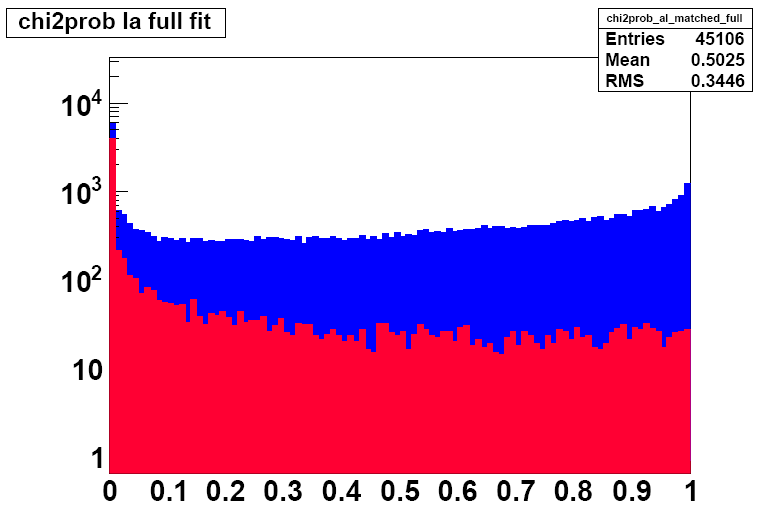 chi2prob la full fit
chi2prob_al_matched_full
Entries 45106
Mean 0.5025
RMS 0.3446
10^4
10^3
10^2
10
1
0 0.1 0.2 0.3 0.4 0.5 0.6 0.7 0.8 0.9 1